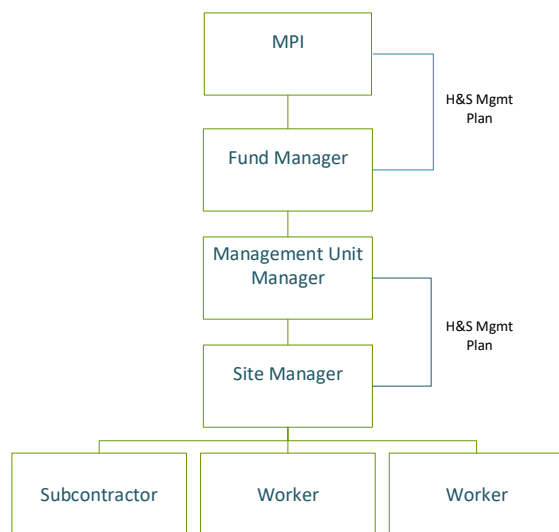 MPI
H&S Mgmt
Plan
Fund Manager
Management Unit
Manager
H&S Mgmt
Plan
Site Manager
Subcontractor
Worker
Worker